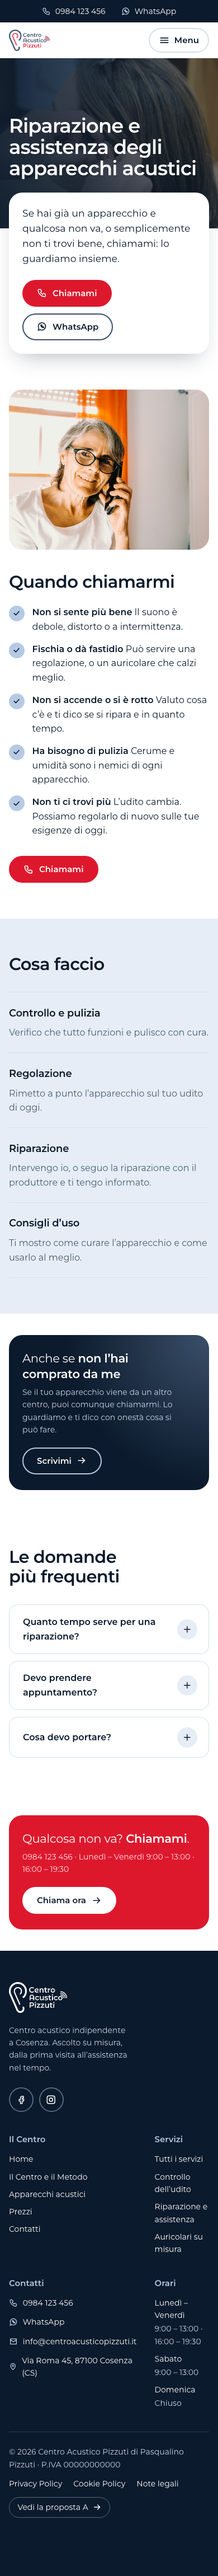 0984 123 456 WhatsApp
Centro
Acustico
Pizzuti
Menu
Riparazione e
assistenza degli
apparecchi acustici
Se hai già un apparecchio e
qualcosa non va, o semplicemente
non ti trovi bene, chiamami: lo
guardiamo insieme.
Chiamami
WhatsApp
Quando chiamarmi
Non si sente più bene Il suono è
debole, distorto o a intermittenza.
Fischia o dà fastidio Può servire una
regolazione, o un auricolare che calzi
meglio.
Non si accende o si è rotto Valuto cosa
c’è e ti dico se si ripara e in quanto
tempo.
Ha bisogno di pulizia Cerume e
umidità sono i nemici di ogni
apparecchio.
Non ti ci trovi più L’udito cambia.
Possiamo regolarlo di nuovo sulle tue
esigenze di oggi.
Chiamami
Cosa faccio
Controllo e pulizia
Verifico che tutto funzioni e pulisco con cura.
Regolazione
Rimetto a punto l’apparecchio sul tuo udito
di oggi.
Riparazione
Intervengo io, o seguo la riparazione con il
produttore e ti tengo informato.
Consigli d’uso
Ti mostro come curare l’apparecchio e come
usarlo al meglio.
Anche se non l’hai
comprato da me
Se il tuo apparecchio viene da un altro
centro, puoi comunque chiamarmi. Lo
guardiamo e ti dico con onestà cosa si
può fare.
Scrivimi
Le domande
più frequenti
Quanto tempo serve per una
riparazione?
Devo prendere
appuntamento?
Cosa devo portare?
Qualcosa non va? Chiamami.
0984 123 456 · Lunedì – Venerdì 9:00 – 13:00 ·
16:00 – 19:30
Chiama ora
Centro
Acustico
Pizzuti
Centro acustico indipendente
a Cosenza. Ascolto su misura,
dalla prima visita all’assistenza
nel tempo.
Il Centro
Home
Il Centro e il Metodo
Apparecchi acustici
Prezzi
Contatti
Servizi
Tutti i servizi
Controllo
dell’udito
Riparazione e
assistenza
Auricolari su
misura
Contatti
0984 123 456
WhatsApp
info@centroacusticopizzuti.it
Via Roma 45, 87100 Cosenza
(CS)
Orari
Lunedì –
Venerdì
9:00 – 13:00 ·
16:00 – 19:30
Sabato
9:00 – 13:00
Domenica
Chiuso
© 2026 Centro Acustico Pizzuti di Pasqualino
Pizzuti · P.IVA 00000000000
Privacy Policy Cookie Policy Note legali
Vedi la proposta A